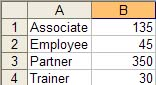 A B
1 Associate 135
2 Employee 45
3 Partner 350
4 Trainer 30